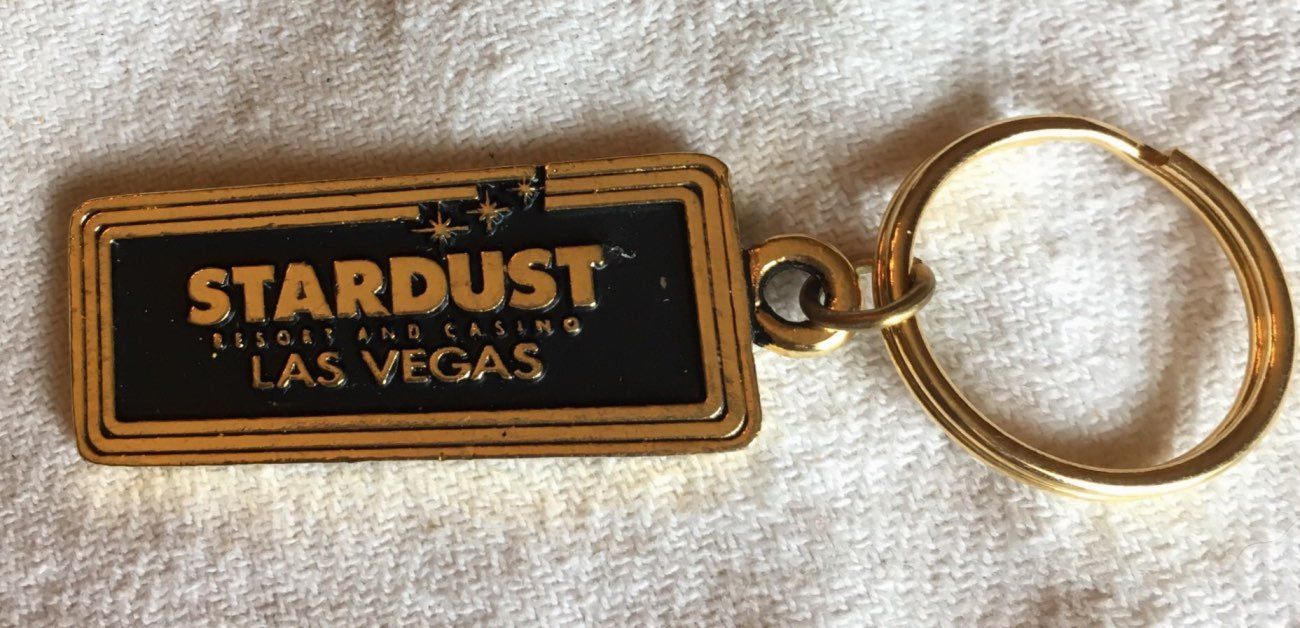 STARDUST
RESORT AND CASINO
LAS VEGAS